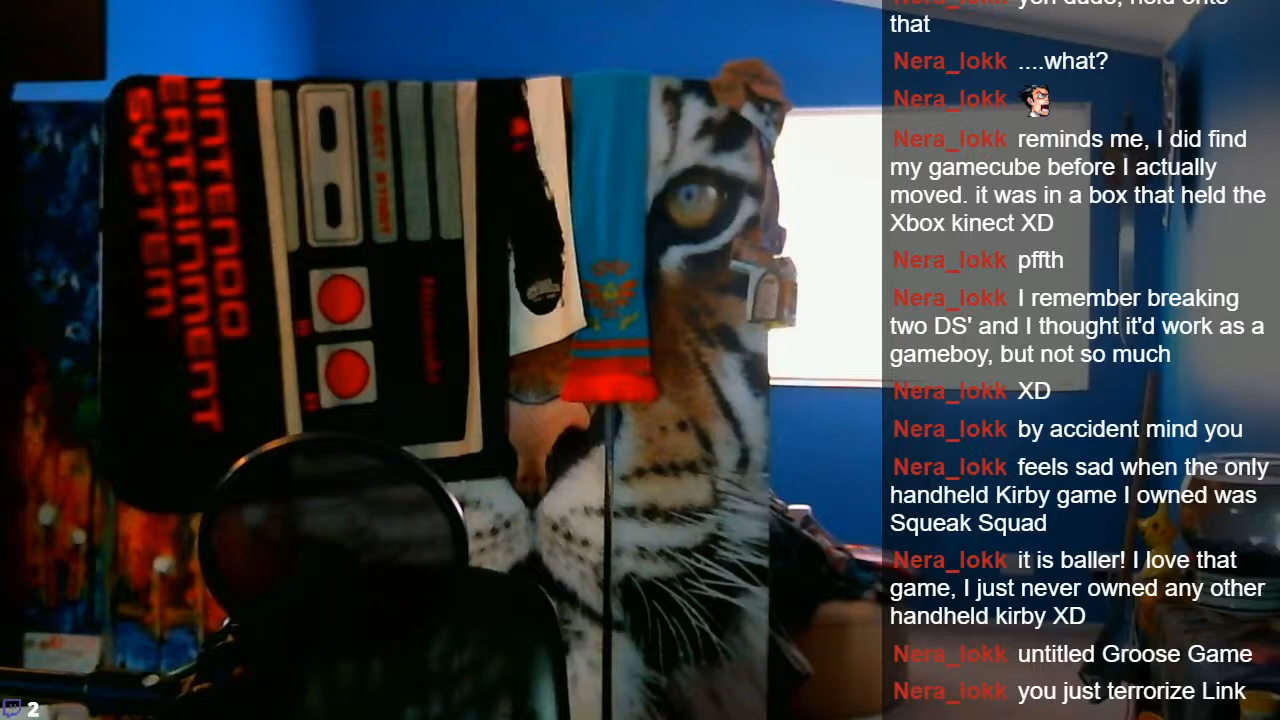 that
Nera_lokk ....what?
Nera_lokk
Nera_lokk reminds me, I did find
my gamecube before I actually
moved. it was in a box that held the
Xbox kinect XD
Nera_lokk pffth
Nera_lokk I remember breaking
two DS' and I thought it'd work as a
gameboy, but not so much
Nera_lokk XD
Nera_lokk by accident mind you
Nera_lokk feels sad when the only
handheld Kirby game I owned was
Squeak Squad
Nera_lokk it is baller! I love that
game, I just never owned any other
handheld kirby XD
Nera_lokk untitled Groose Game
Nera_lokk you just terrorize Link
NINTENDO
ERTAINMENT
SYSTEM
SELECT START
Nintendo
B
2